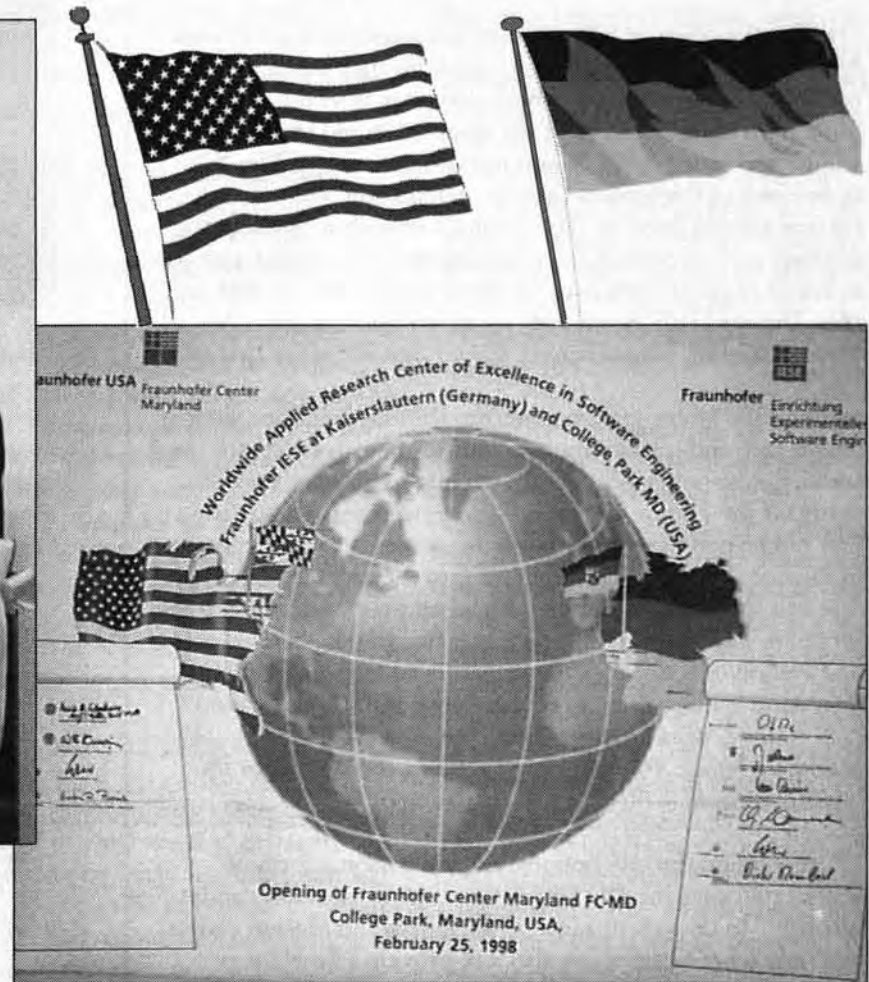 aunhofer USA
Fraunhofer Center
Maryland
Fraunhofer
IESE
Einrichtung
Experimentelles
Software Engin
Worldwide Applied Research Center of Excellence in Software Engineering
Fraunhofer IESE at Kaiserslautern (Germany) and College, Park MD (USA)
Opening of Fraunhofer Center Maryland FC-MD
College Park, Maryland, USA,
February 25, 1998